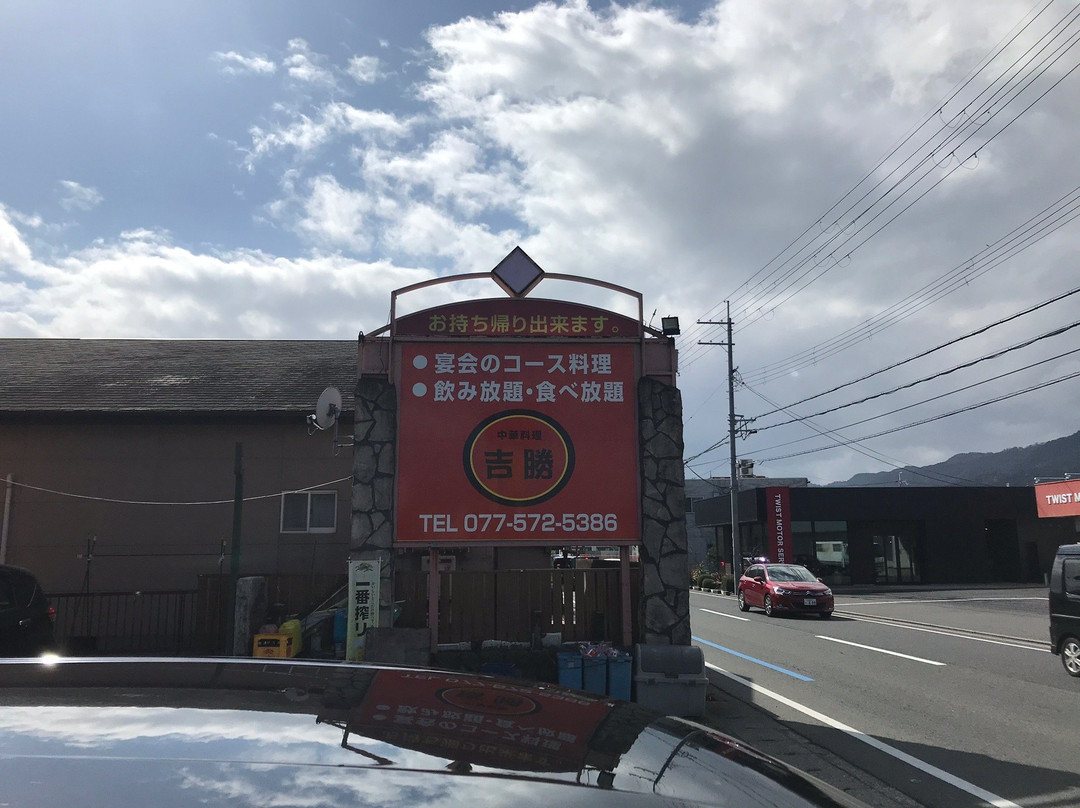 お持ち帰り出来ます。
●宴会のコース料理
●飲み放題・食べ放題
中華料理
吉勝
TEL 077-572-5386
一番搾り
TWIST MOTOR SER
TWIST M